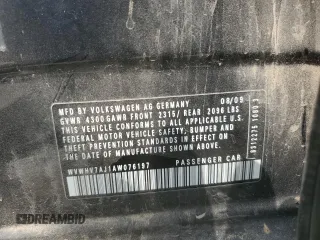 MFD BY VOLKSWAGEN AG GERMANY 08/09
GVWR 4306 GAWR FRONT 2315/ REAR 2096 LBS
THIS VEHICLE CONFORMS TO ALL APPLICABLE U.S.
FEDERAL MOTOR VEHICLE SAFETY, BUMPER AND
THEFT PREVENTION STANDARDS IN EFFECT ON THE
DATE OF MANUFACTURE SHOWN ABOVE.
WVWHV7AJ1AW076197 PASSENGER CAR
© DREAMBID